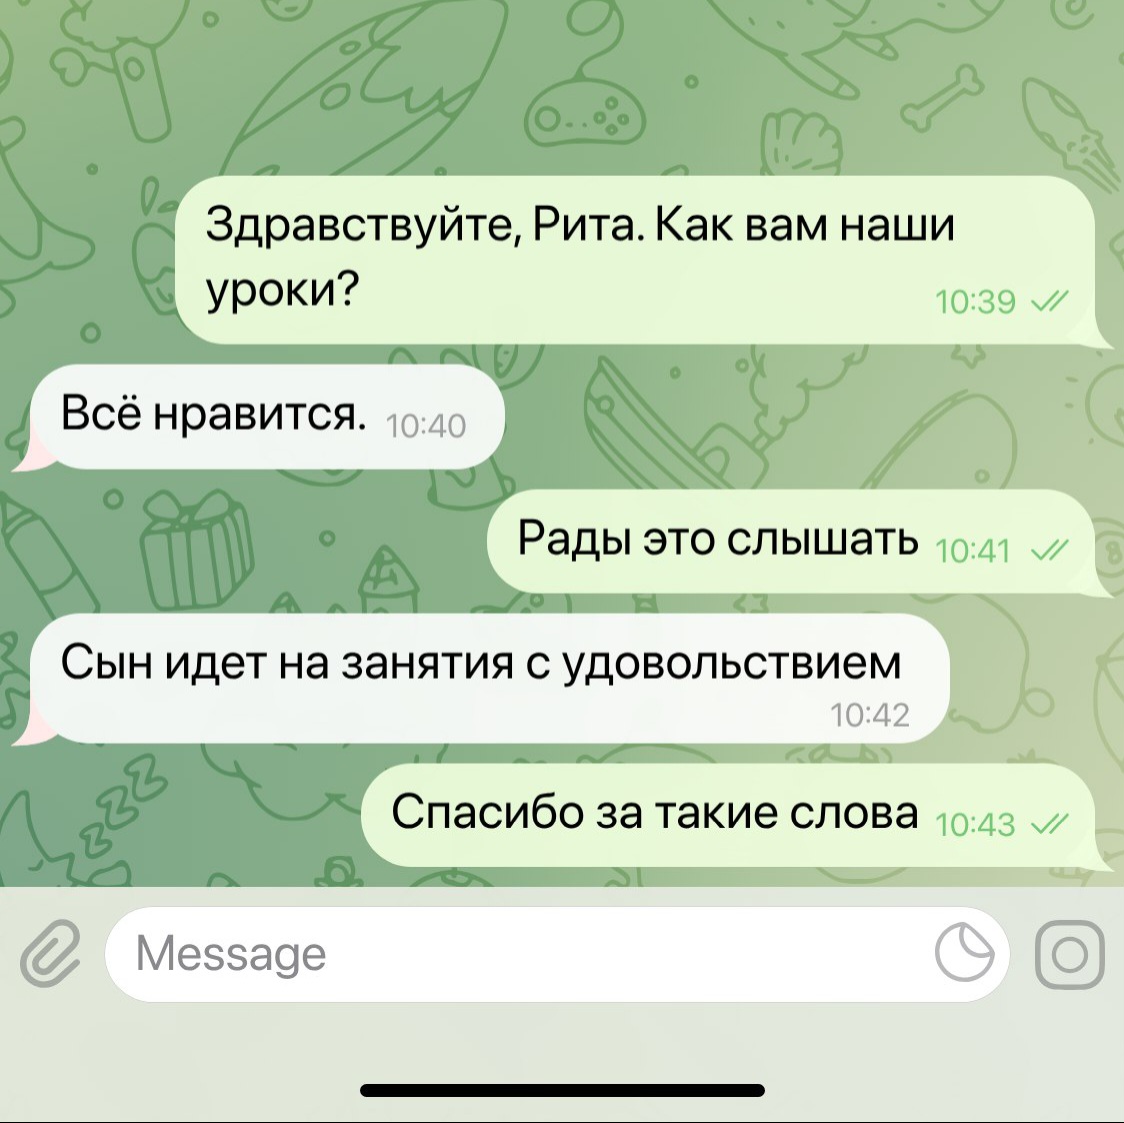 Здравствуйте, Рита. Как вам наши
уроки?
10:39
Всё нравится. 10:40
Рады это слышать 10:41
Сын идет на занятия с удовольствием
10:42
Спасибо за такие слова 10:43
Message